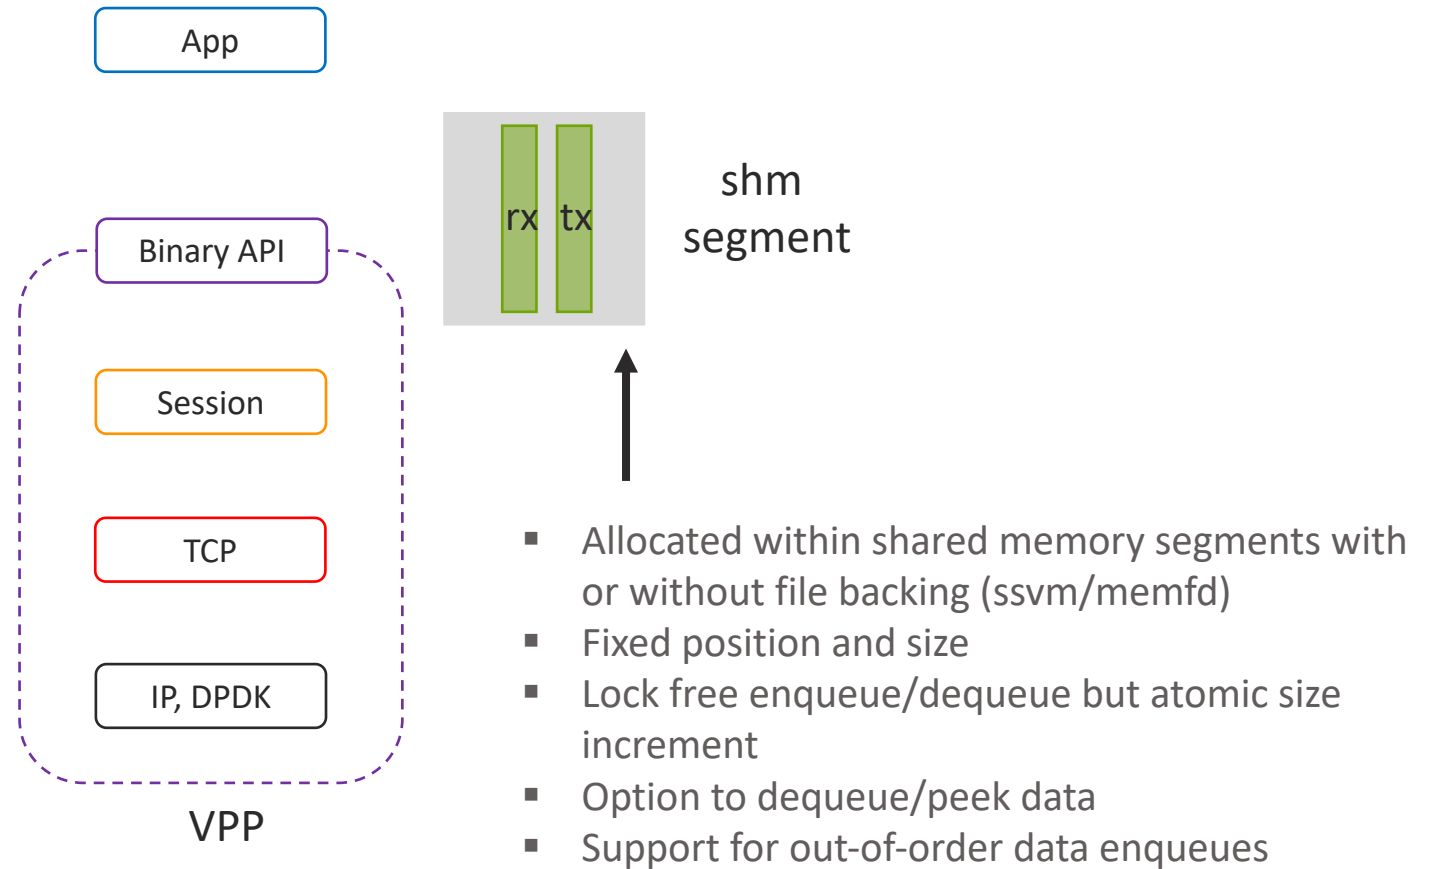 App
rx
tx
shm
segment
Binary API
Session
TCP
IP, DPDK
VPP
▪ Allocated within shared memory segments with
or without file backing (ssvm/memfd)
▪ Fixed position and size
▪ Lock free enqueue/dequeue but atomic size
increment
▪ Option to dequeue/peek data
▪ Support for out-of-order data enqueues